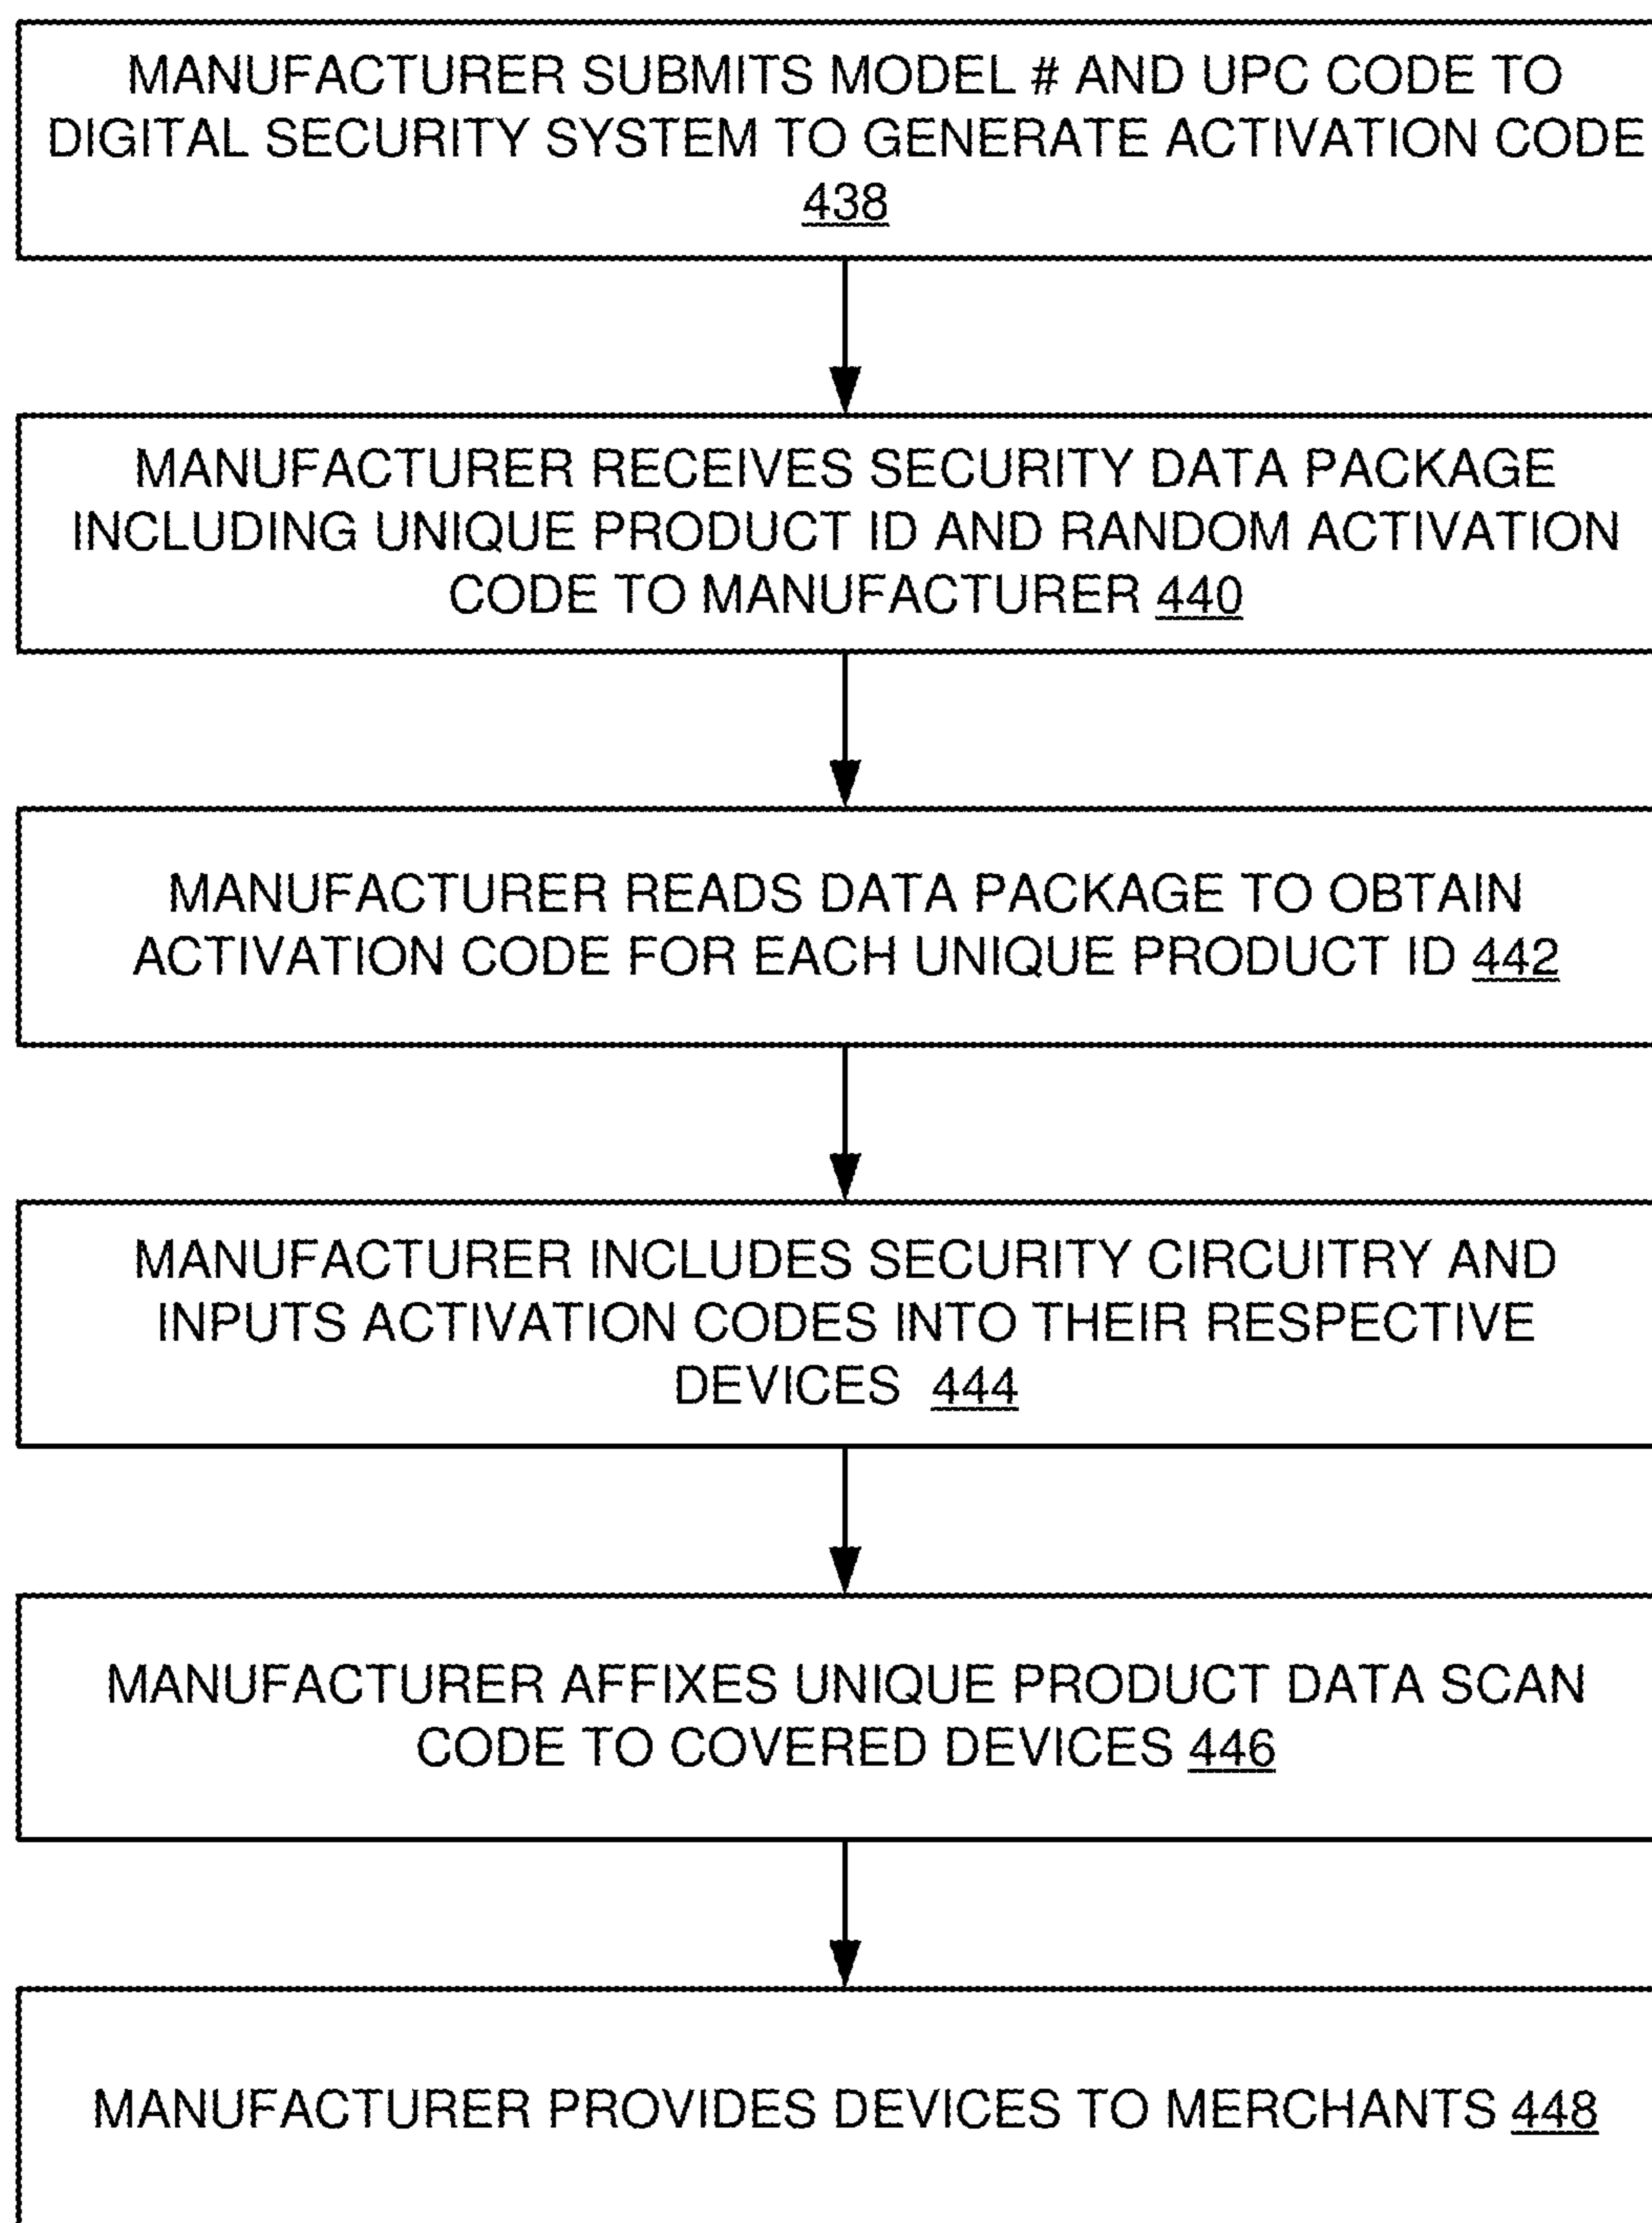 MANUFACTURER SUBMITS MODEL # AND UPC CODE TO
DIGITAL SECURITY SYSTEM TO GENERATE ACTIVATION CODE
438
MANUFACTURER RECEIVES SECURITY DATA PACKAGE
INCLUDING UNIQUE PRODUCT ID AND RANDOM ACTIVATION
CODE TO MANUFACTURER 440
MANUFACTURER READS DATA PACKAGE TO OBTAIN
ACTIVATION CODE FOR EACH UNIQUE PRODUCT ID 442
MANUFACTURER INCLUDES SECURITY CIRCUITRY AND
INPUTS ACTIVATION CODES INTO THEIR RESPECTIVE
DEVICES 444
MANUFACTURER AFFIXES UNIQUE PRODUCT DATA SCAN
CODE TO COVERED DEVICES 446
MANUFACTURER PROVIDES DEVICES TO MERCHANTS 448